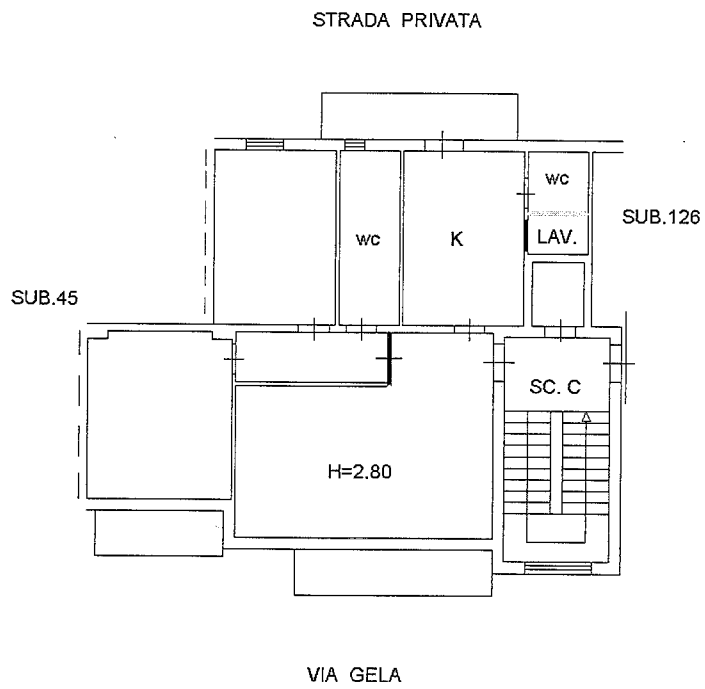 STRADA PRIVATA
wc
SUB.126
wc
K
LAV.
SUB.45
SC. C
H=2.80
VIA GELA